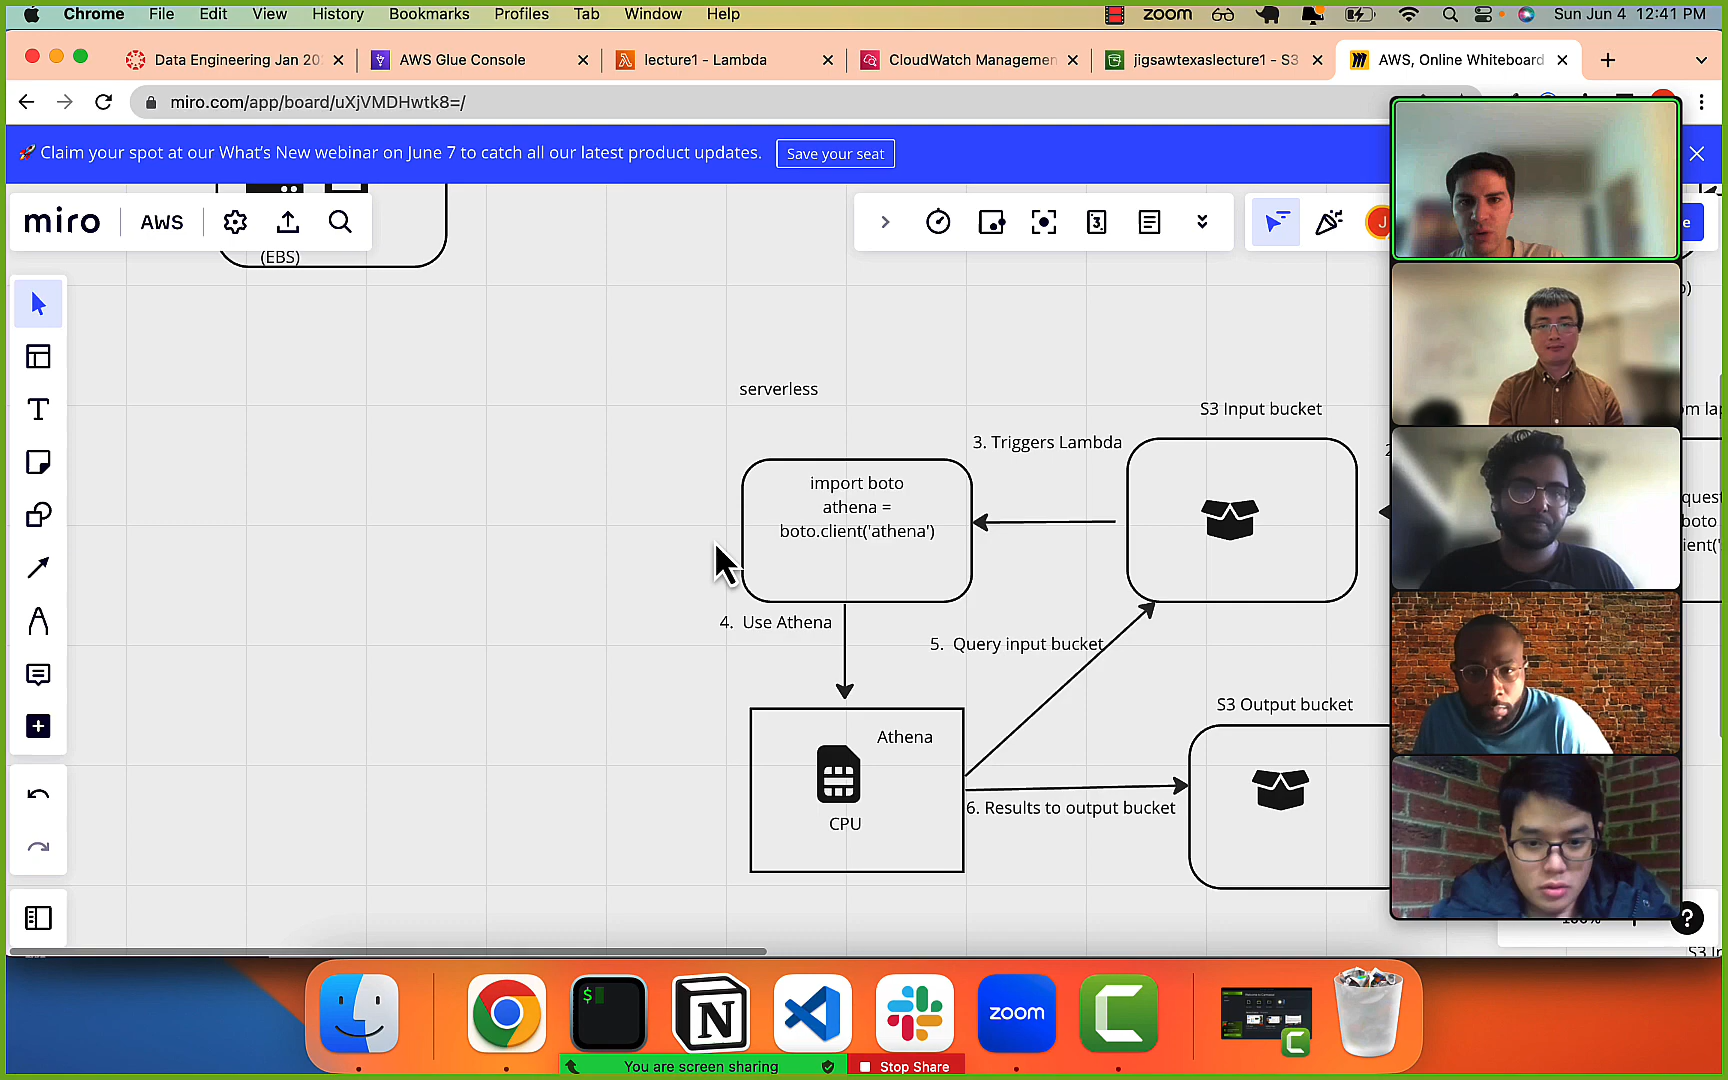 Chrome File Edit View History Bookmarks Profiles Tab Window Help zoom Sun Jun 4 12:41 PM
Data Engineering Jan 20 AWS Glue Console lecture1 - Lambda CloudWatch Managemen jigsawtexaslecture1 - S3 AWS, Online Whiteboard
miro.com/app/board/uXjVMDHwtk8=/
🚀 Claim your spot at our What's New webinar on June 7 to catch all our latest product updates. Save your seat
miro AWS J e
(EBS)
serverless
S3 Input bucket
3. Triggers Lambda
import boto
athena =
boto.client('athena')
quest
boto
ient('
4. Use Athena
5. Query input bucket
S3 Output bucket
Athena
CPU
6. Results to output bucket
100%
?
$
zoom
You are screen sharing Stop Share